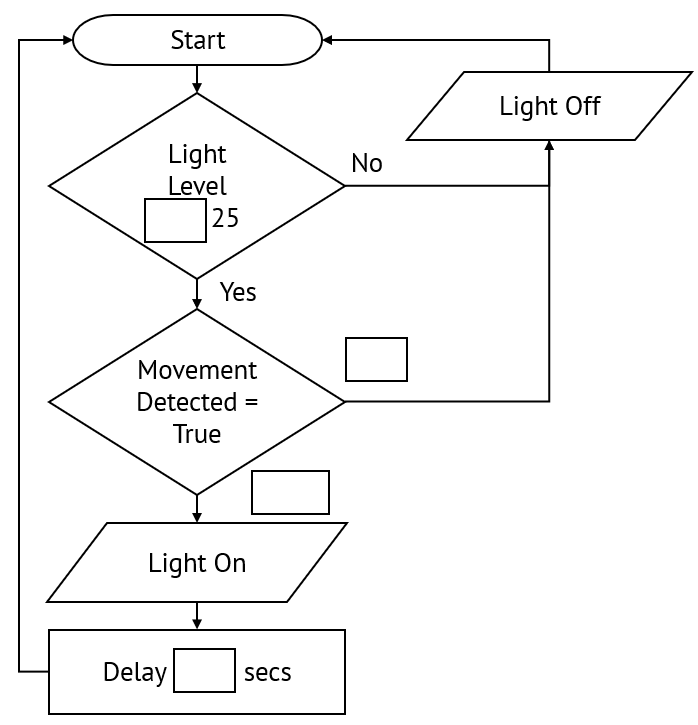 Start
Light Off
Light
Level
25
No
Yes
Movement
Detected =
True
Light On
Delay secs